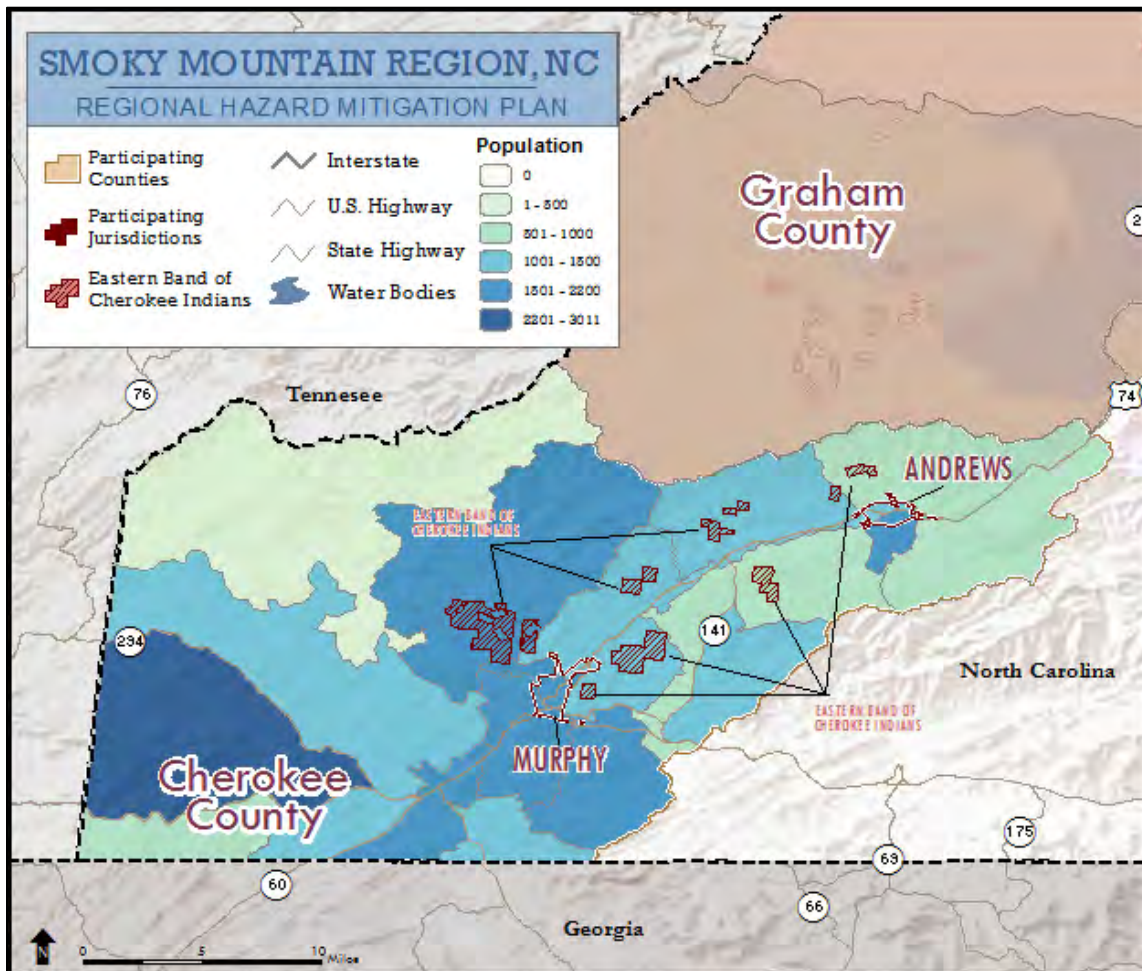 SMOKY MOUNTAIN REGION, NC
REGIONAL HAZARD MITIGATION PLAN
Participating
Counties
Participating
Jurisdictions
Eastern Band of
Cherokee Indians
Interstate
U.S. Highway
State Highway
Water Bodies
Population
0
1 - 500
501 - 1000
1001 - 1500
1501 - 2200
2201 - 3011
Graham
County
2
76
Tennessee
74
ANDREWS
EASTERN BAND OF
CHEROKEE INDIANS
294
141
North Carolina
EASTERN BAND OF
CHEROKEE INDIANS
MURPHY
Cherokee
County
175
69
60
66
Georgia
N
0 5 10
Miles